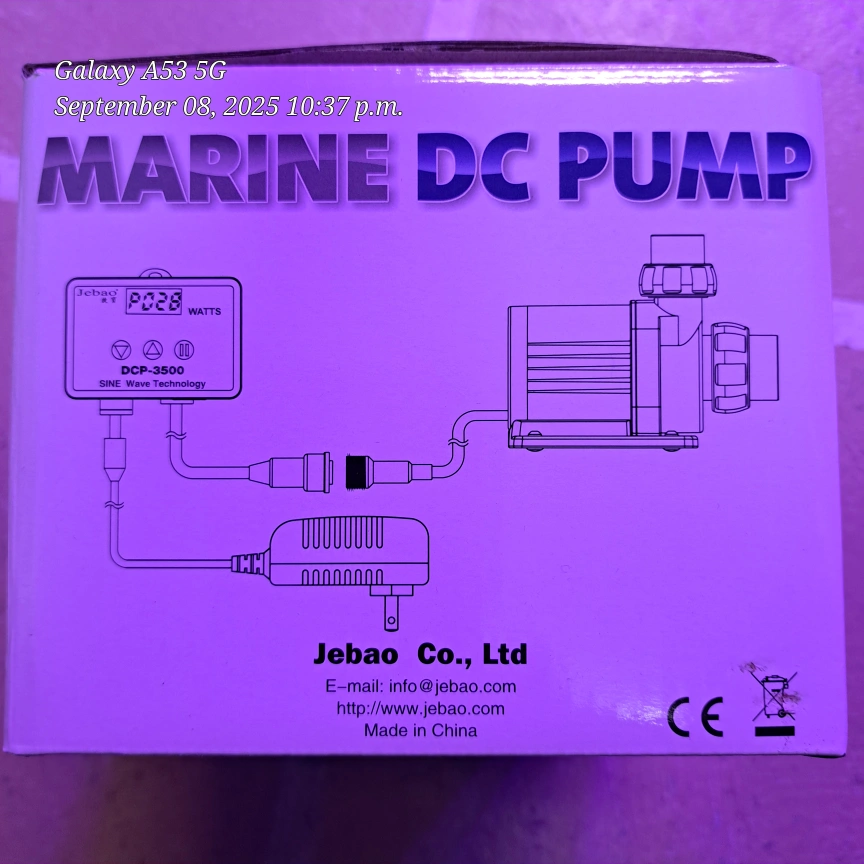 Galaxy A53 5G
September 08, 2025 10:37 p.m.
MARINE DC PUMP
Jebao
P028
WATTS
DCP-3500
SINE Wave Technology
Jebao Co., Ltd
E-mail: info@jebao.com
http://www.jebao.com
Made in China
CE